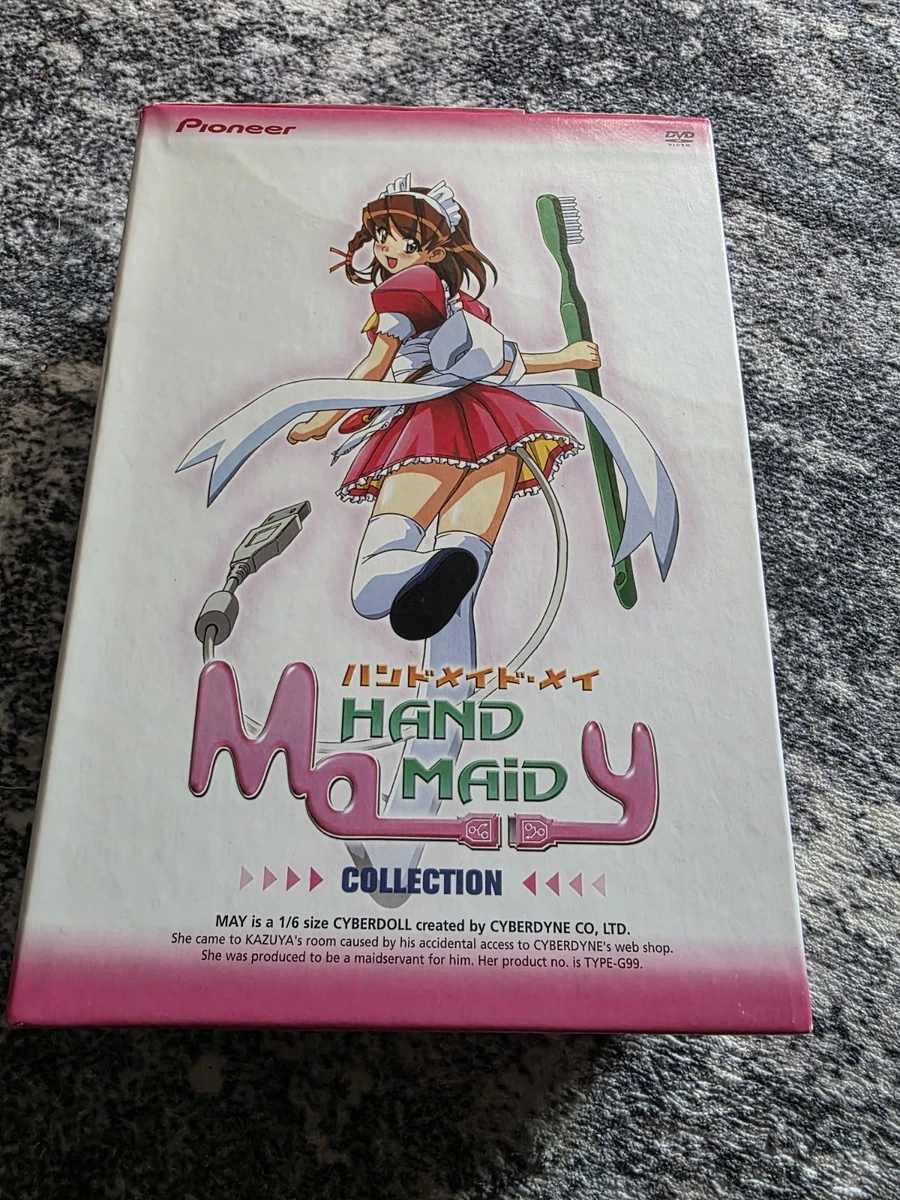 Pioneer
DVD
VIDEO
ハンドメイド・メイ
HAND
MAID
May
COLLECTION
MAY is a 1/6 size CYBERDOLL created by CYBERDYNE CO, LTD.
She came to KAZUYA's room caused by his accidental access to CYBERDYNE's web shop.
She was produced to be a maidservant for him. Her product no. is TYPE-G99.